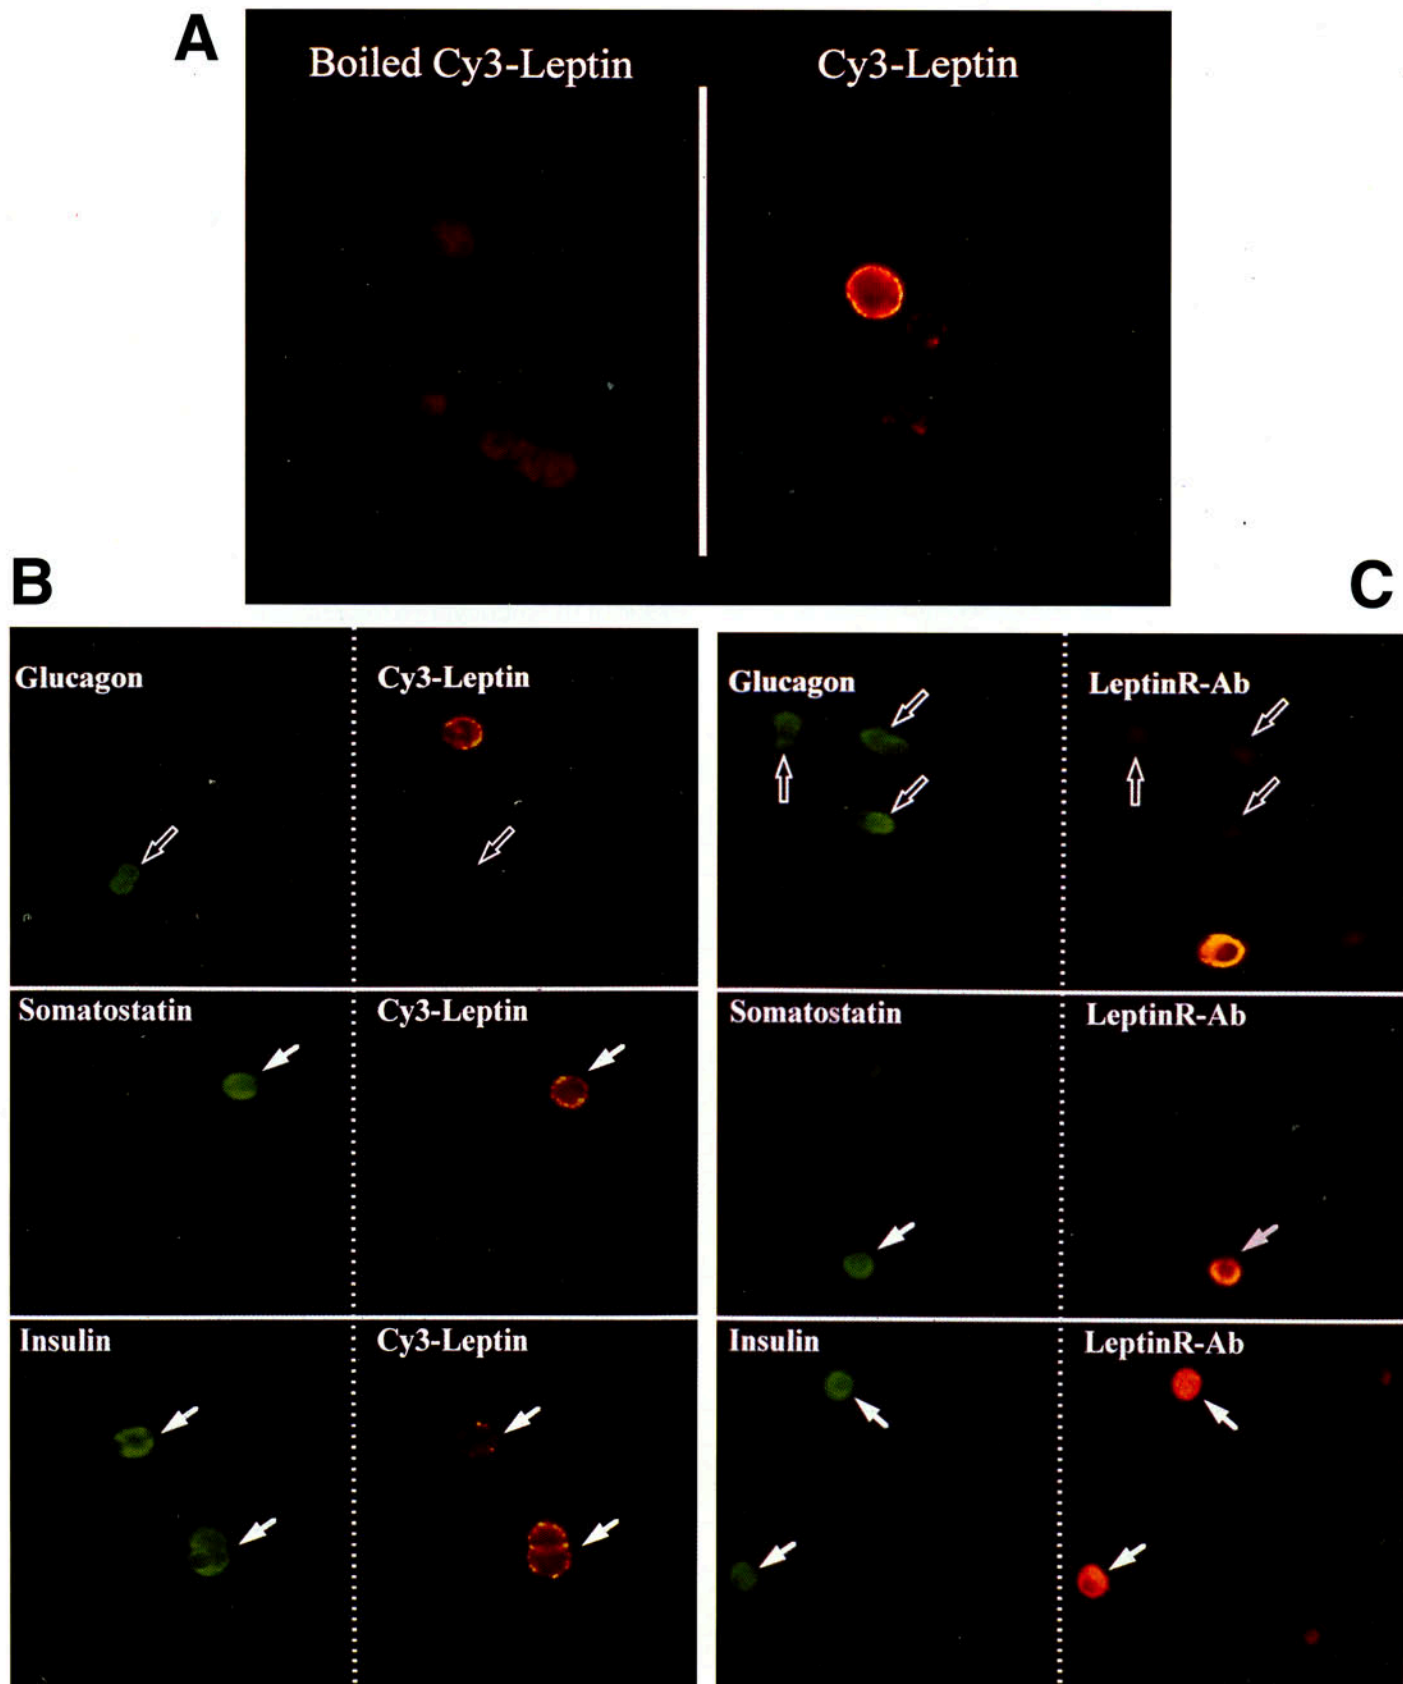 A
Boiled Cy3-Leptin
Cy3-Leptin
B
C
Glucagon
Cy3-Leptin
Glucagon
LeptinR-Ab
Somatostatin
Cy3-Leptin
Somatostatin
LeptinR-Ab
Insulin
Cy3-Leptin
Insulin
LeptinR-Ab